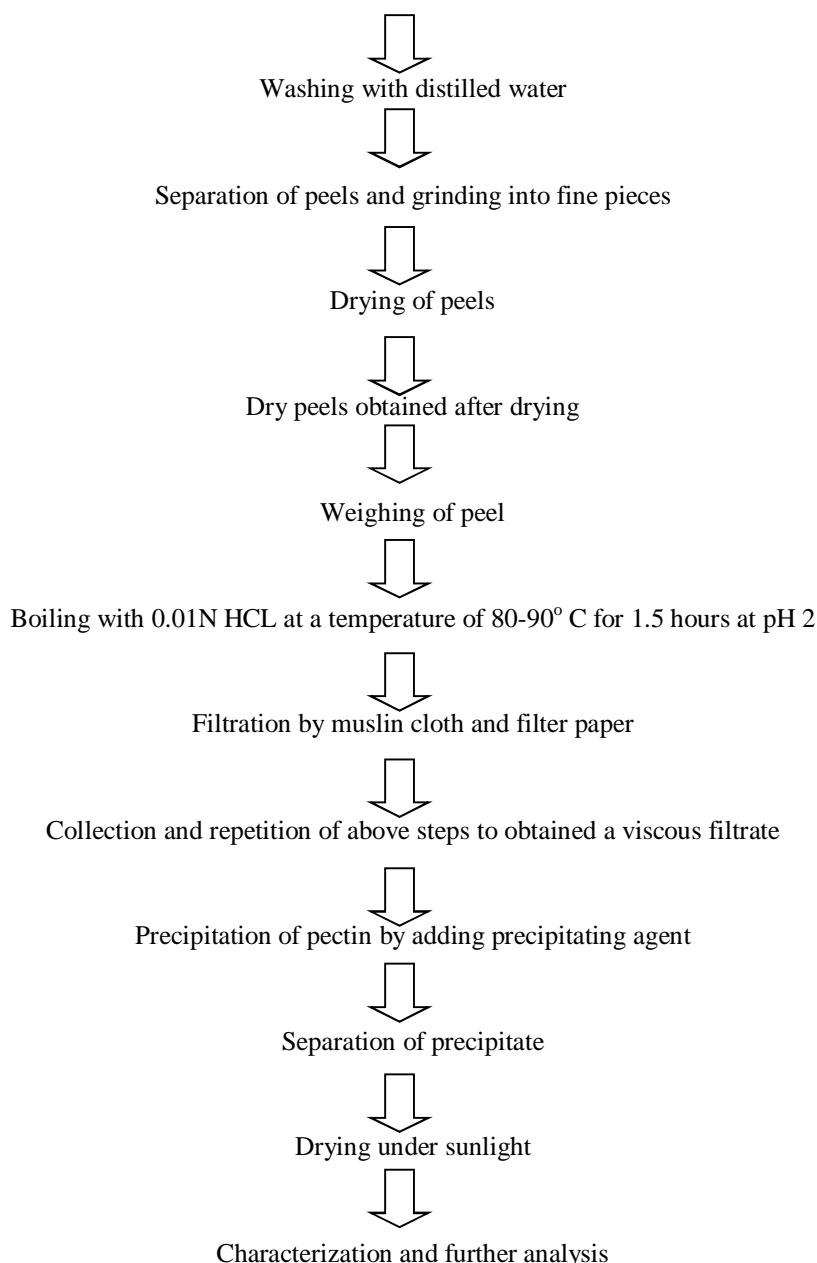 Washing with distilled water
Separation of peels and grinding into fine pieces
Drying of peels
Dry peels obtained after drying
Weighing of peel
Boiling with 0.01N HCL at a temperature of 80-90º C for 1.5 hours at pH 2
Filtration by muslin cloth and filter paper
Collection and repetition of above steps to obtained a viscous filtrate
Precipitation of pectin by adding precipitating agent
Separation of precipitate
Drying under sunlight
Characterization and further analysis